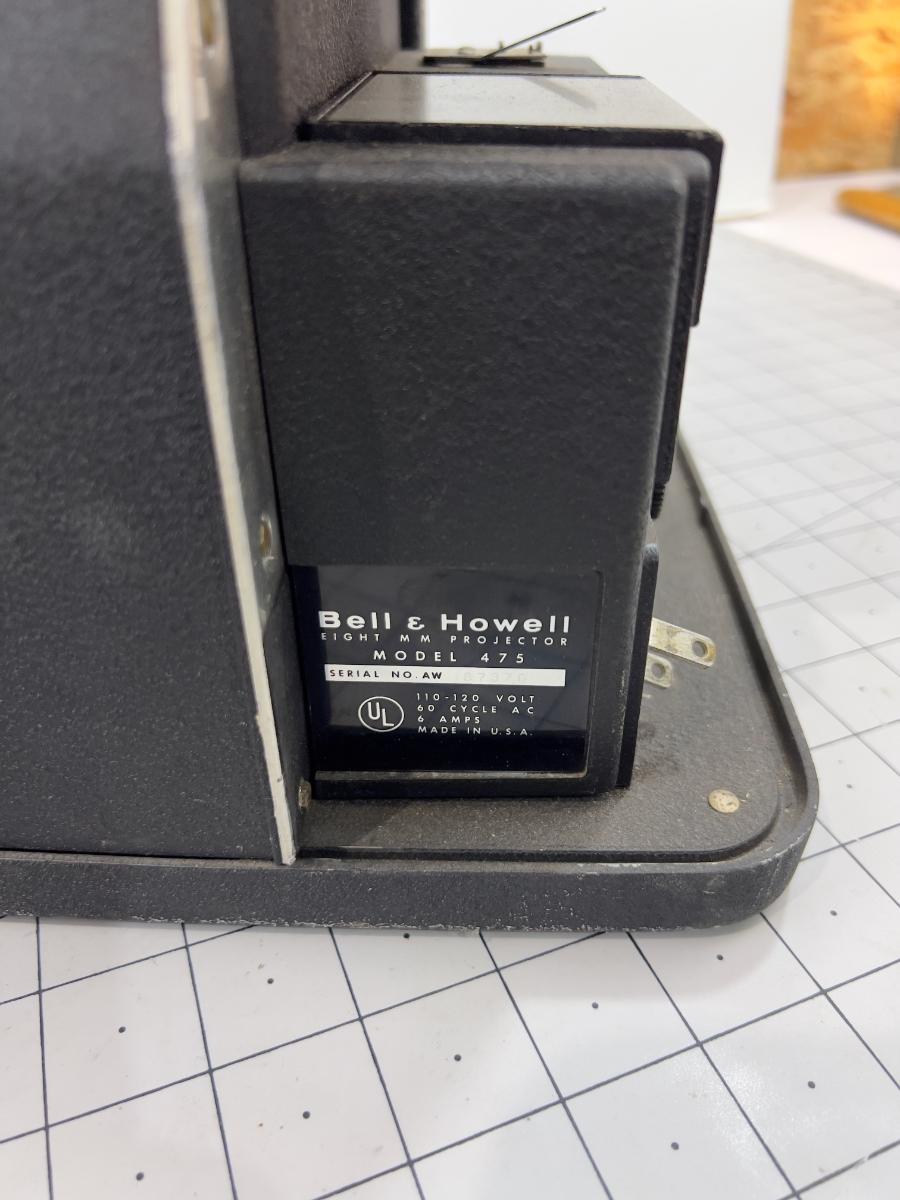 Bell & Howell
EIGHT MM PROJECTOR
MODEL 475
SERIAL NO. AW
UL
110-120 VOLT
60 CYCLE AC
6 AMPS
MADE IN U.S.A.